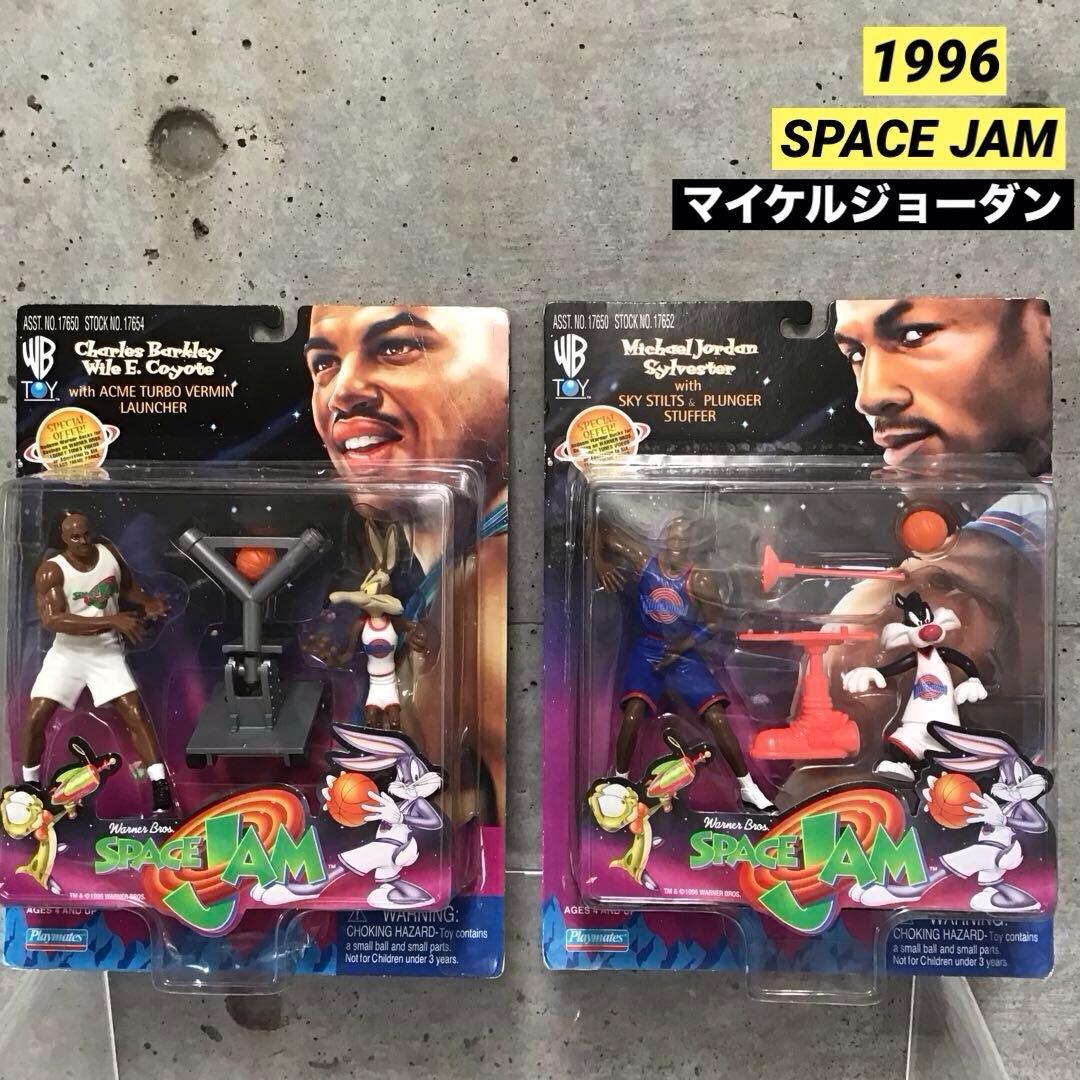 1996
SPACE JAM
マイケルジョーダン
ASST. NO. 17650 STOCK NO. 17654
WB
TOY
Charles Barkley
Wile E. Coyote
with ACME TURBO VERMIN
LAUNCHER
SPECIAL
OFFER!
Warner Bros.
SPACE JAM
TM
TM & ©1996 WARNER BROS.
AGES 4 AND UP
Playmates
WARNING:
CHOKING HAZARD-Toy contains
a small ball and small parts.
Not for Children under 3 years.
ASST. NO. 17650 STOCK NO. 17652
WB
TOY
Michael Jordan
Sylvester
with
SKY STILTS & PLUNGER
STUFFER
SPECIAL
OFFER!
Warner Bros.
SPACE JAM
TM
TM & ©1996 WARNER BROS.
AGES 4 AND UP
Playmates
WARNING:
CHOKING HAZARD-Toy contains
a small ball and small parts.
Not for Children under 3 years.